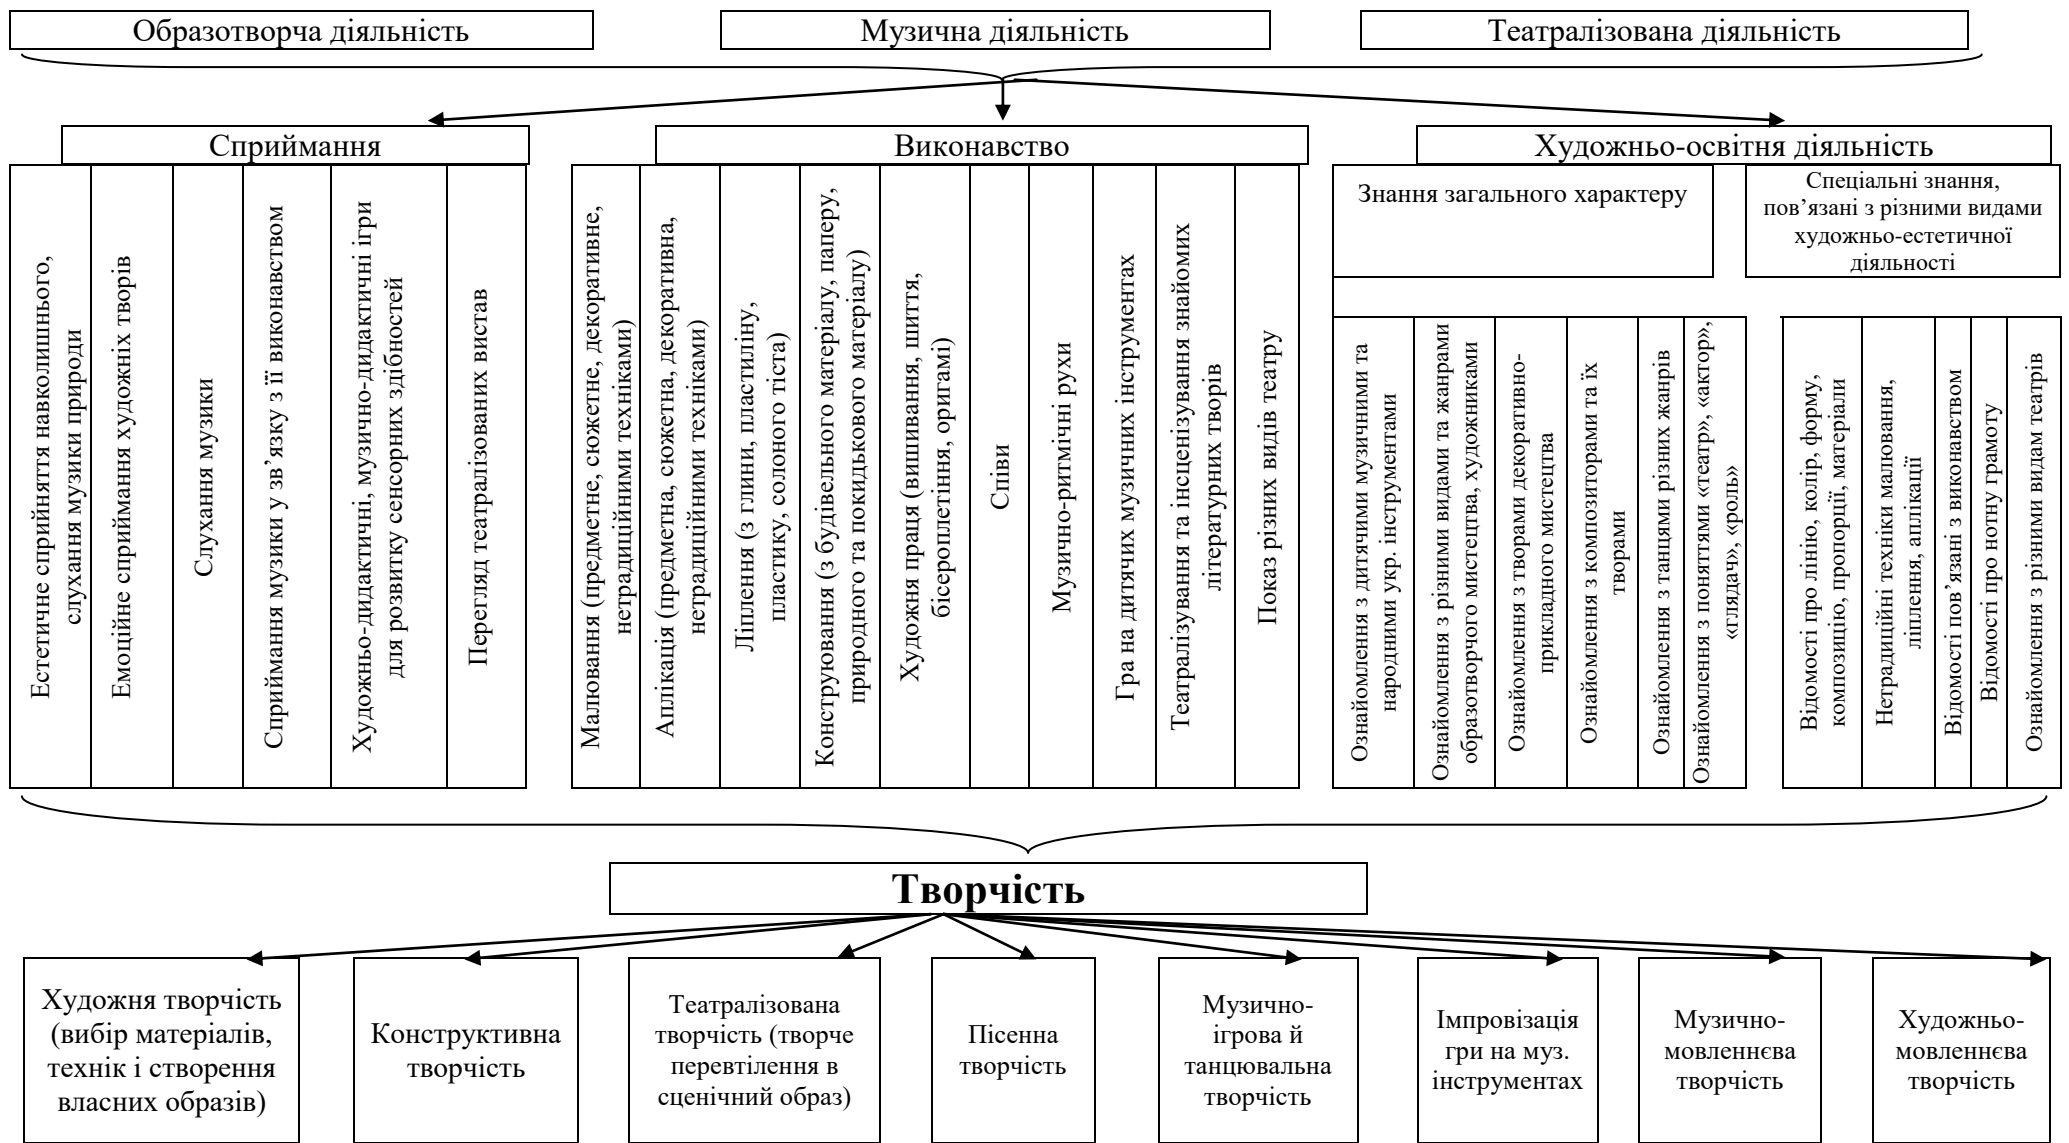 Образотворча діяльність
Музична діяльність
Театралізована діяльність
Сприймання
Виконавство
Художньо-освітня діяльність
Естетичне сприйняття навколишнього,
слухання музики природи
Емоційне сприймання художніх творів
Слухання музики
Сприймання музики у зв’язку з її виконавством
Художньо-дидактичні, музично-дидактичні ігри
для розвитку сенсорних здібностей
Перегляд театралізованих вистав
Малювання (предметне, сюжетне, декоративне,
нетрадиційними техніками)
Аплікація (предметна, сюжетна, декоративна,
нетрадиційними техніками)
Ліплення (з глини, пластиліну,
пластику, солоного тіста)
Конструювання (з будівельного матеріалу, паперу,
природного та покидькового матеріалу)
Художня праця (вишивання, шиття,
бісероплетіння, оригамі)
Співи
Музично-ритмічні рухи
Гра на дитячих музичних інструментах
Театралізування та інсценізування знайомих
літературних творів
Показ різних видів театру
Знання загального характеру
Спеціальні знання,
пов’язані з різними видами
художньо-естетичної
діяльності
Ознайомлення з дитячими музичними та
народними укр. інструментами
Ознайомлення з різними видами та жанрами
образотворчого мистецтва, художниками
Ознайомлення з творами декоративно-
прикладного мистецтва
Ознайомлення з композиторами та їх
творами
Ознайомлення з танцями різних жанрів
Ознайомлення з поняттями «театр», «актор»,
«глядач», «роль»
Відомості про лінію, колір, форму,
композицію, пропорції, матеріали
Нетрадиційні техніки малювання,
ліплення, аплікації
Відомості пов’язані з виконавством
Відомості про нотну грамоту
Ознайомлення з різними видам театрів
Творчість
Художня творчість
(вибір матеріалів,
технік і створення
власних образів)
Конструктивна
творчість
Театралізована
творчість (творче
перевтілення в
сценічний образ)
Пісенна
творчість
Музично-
ігрова й
танцювальна
творчість
Імпровізація
гри на муз.
інструментах
Музично-
мовленнєва
творчість
Художньо-
мовленнєва
творчість